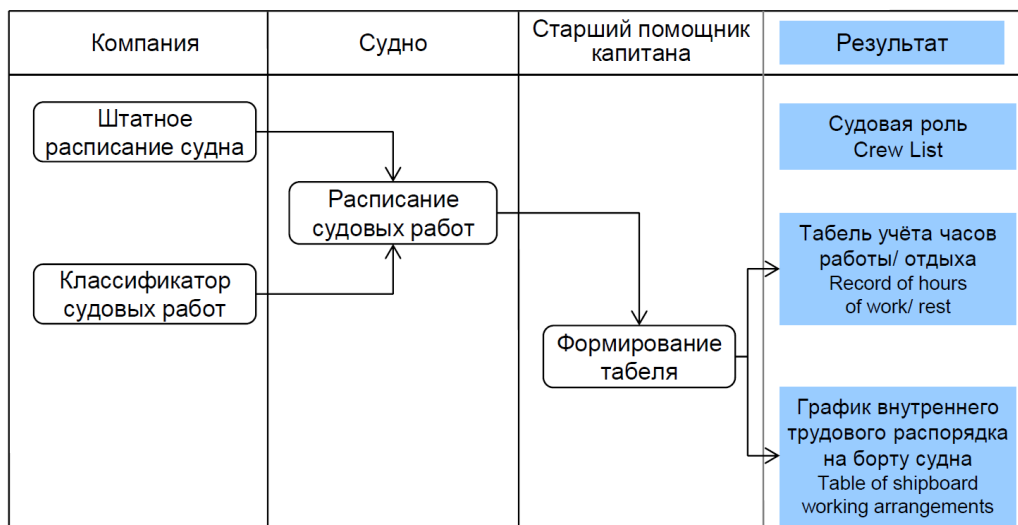 Компания
Судно
Старший помощник
капитана
Результат
Штатное
расписание судна
Судовая роль
Crew List
Расписание
судовых работ
Табель учёта часов
работы/ отдыха
Record of hours
of work/ rest
Классификатор
судовых работ
Формирование
табеля
График внутреннего
трудового распорядка
на борту судна
Table of shipboard
working arrangements